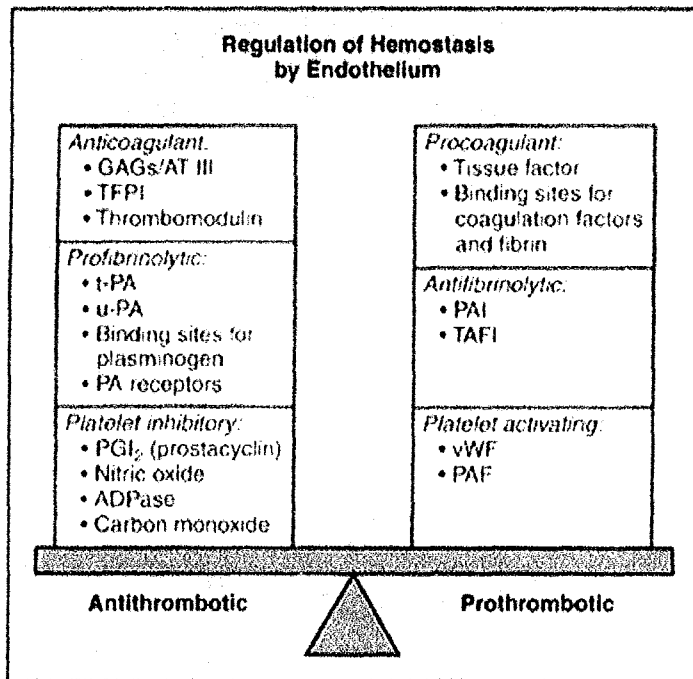 Regulation of Hemostasis
by Endothelium
Anticoagulant:
• GAGs/AT III
• TFPI
• Thrombomodulin
Profibrinolytic:
• t-PA
• u-PA
• Binding sites for
plasminogen
• PA receptors
Platelet inhibitory:
• PGI₂ (prostacyclin)
• Nitric oxide
• ADPase
• Carbon monoxide
Procoagulant:
• Tissue factor
• Binding sites for
coagulation factors
and fibrin
Antifibrinolytic:
• PAI
• TAFI
Platelet activating:
• vWF
• PAF
Antithrombotic
Prothrombotic